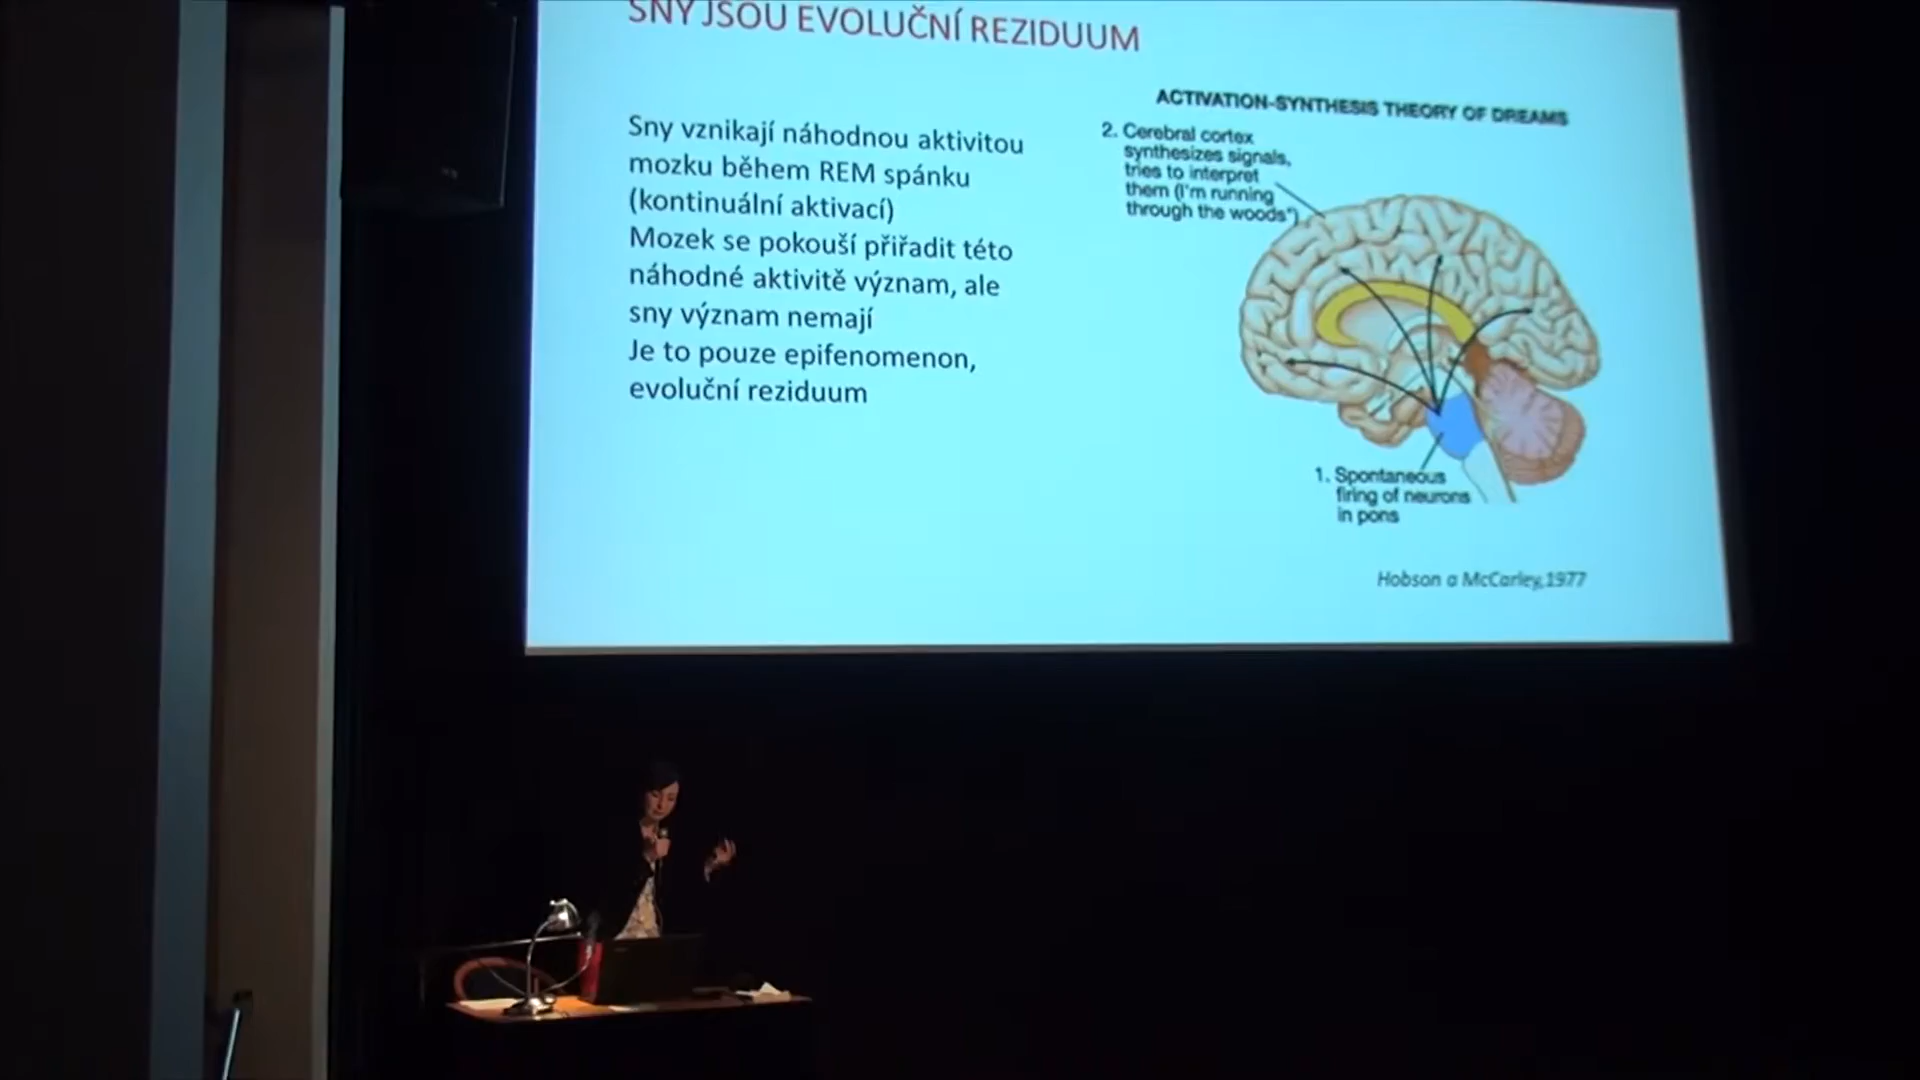 SNY JSOU EVOLUČNÍ REZIDUUM
Sny vznikají náhodnou aktivitou
mozku během REM spánku
(kontinuální aktivací)
Mozek se pokouší přiřadit této
náhodné aktivitě význam, ale
sny význam nemají
Je to pouze epifenomenon,
evoluční reziduum
ACTIVATION-SYNTHESIS THEORY OF DREAMS
2. Cerebral cortex
synthesizes signals,
tries to interpret
them (I'm running
through the woods")
1. Spontaneous
firing of neurons
in pons
Hobson a McCarley,1977